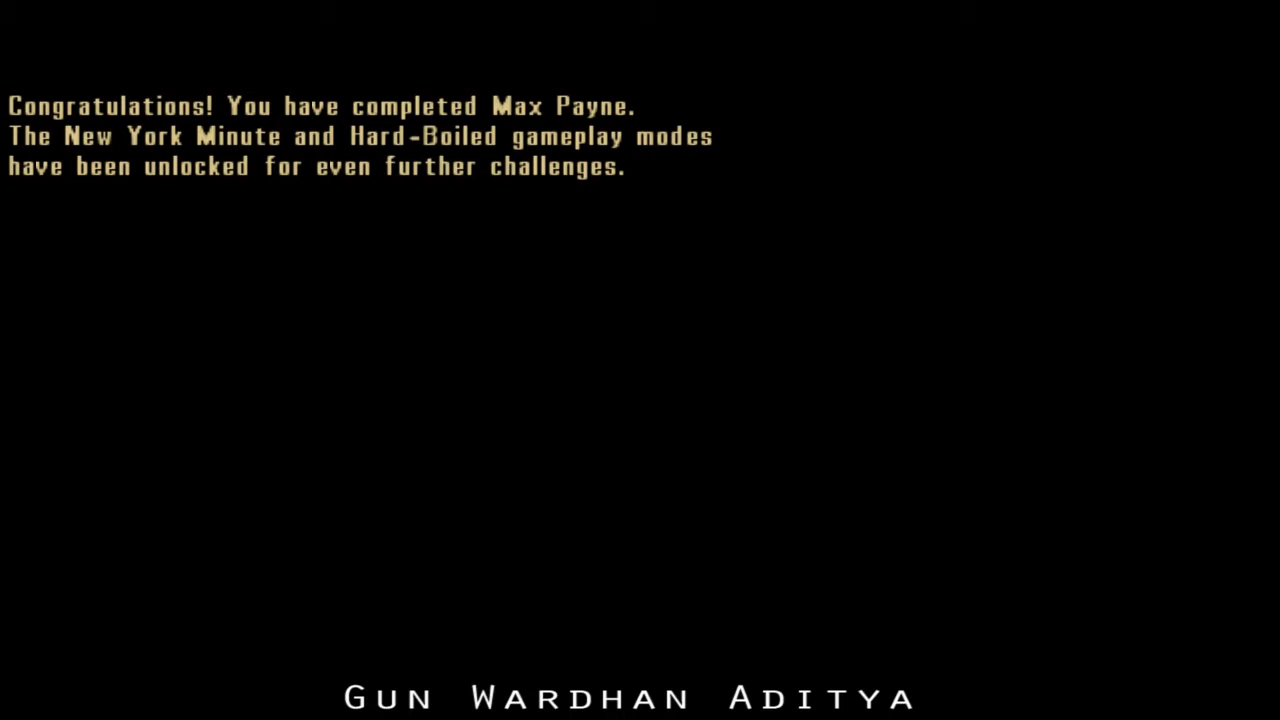 Congratulations! You have completed Max Payne.
The New York Minute and Hard-Boiled gameplay modes
have been unlocked for even further challenges.
Gun Wardhan Aditya